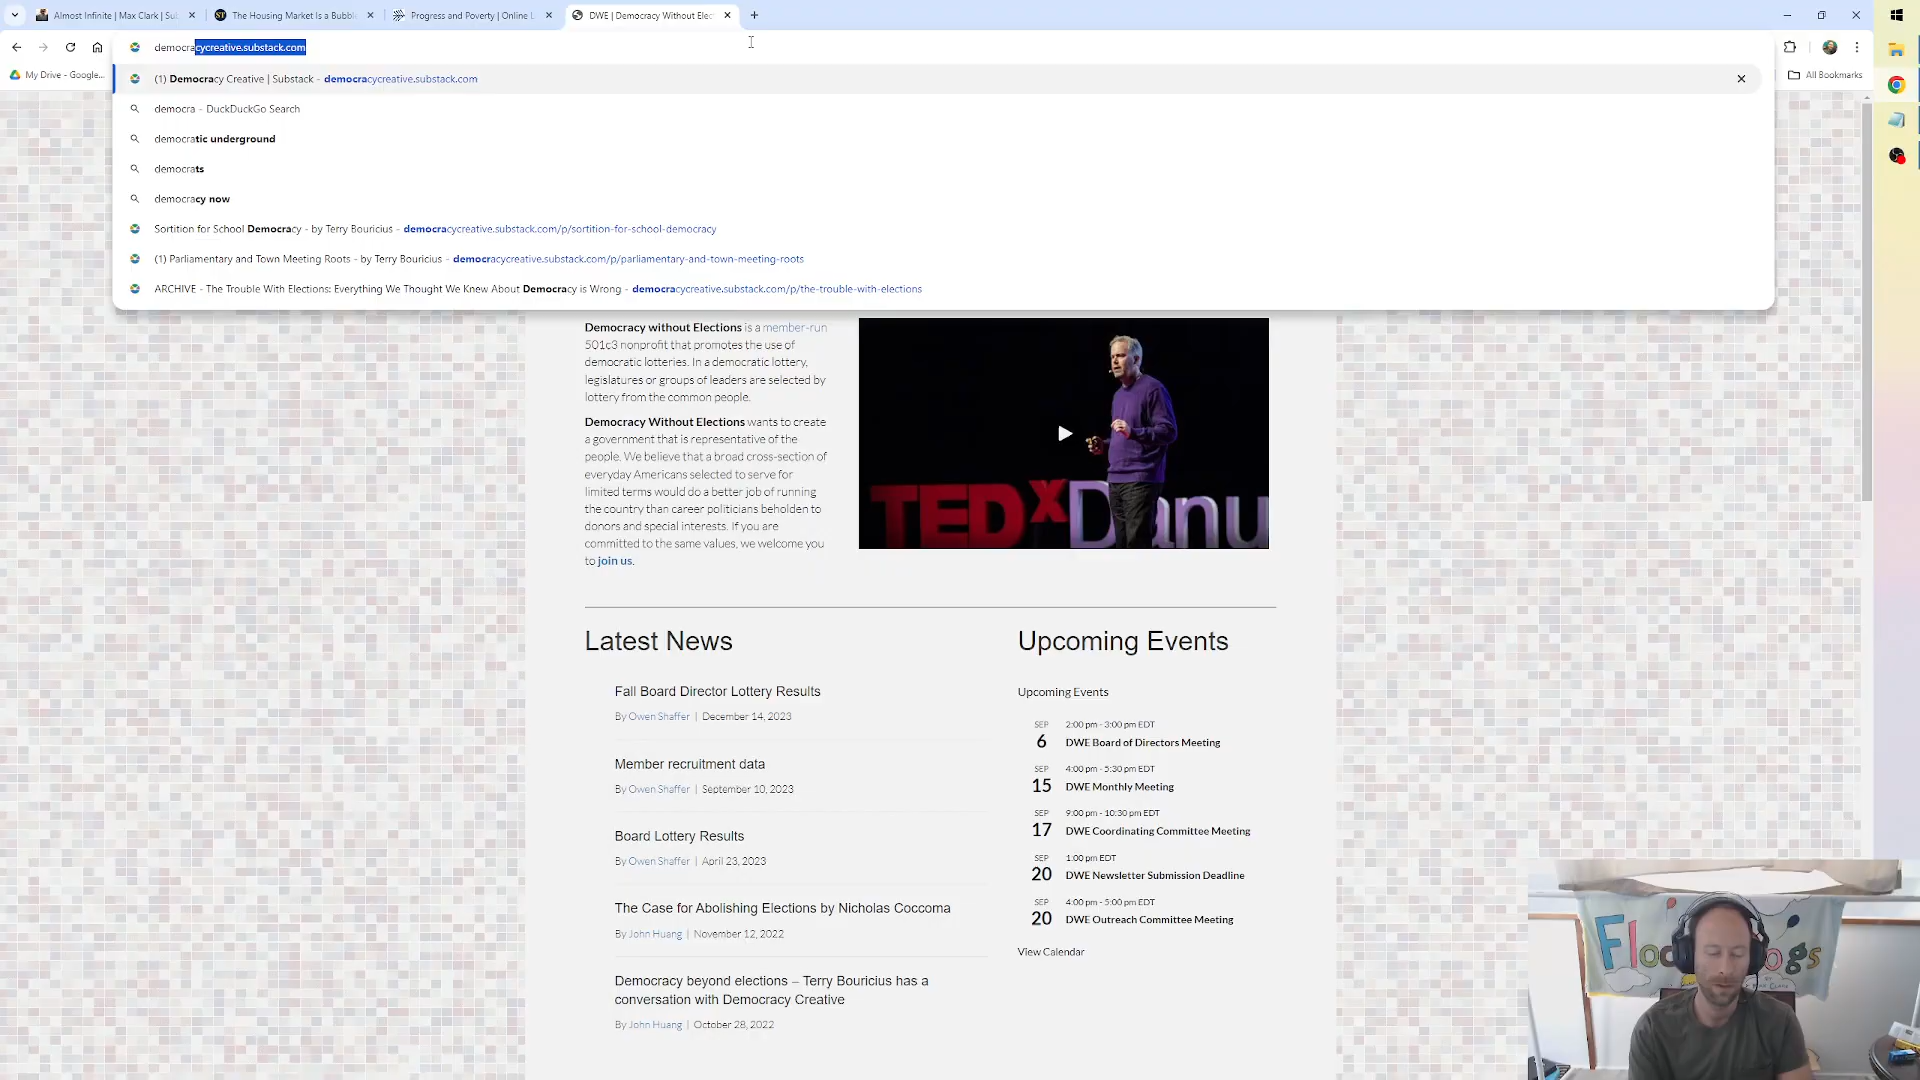 Almost Infinite | Max Clark | Su
The Housing Market Is a Bubbl
Progress and Poverty | Online
DWE | Democracy Without Elec
democracycreative.substack.com
My Drive - Google...
All Bookmarks
(1) Democracy Creative | Substack - democracycreative.substack.com
democra - DuckDuckGo Search
democratic underground
democrats
democracy now
Sortition for School Democracy - by Terry Bouricius - democracycreative.substack.com/p/sortition-for-school-democracy
(1) Parliamentary and Town Meeting Roots - by Terry Bouricius - democracycreative.substack.com/p/parliamentary-and-town-meeting-roots
ARCHIVE - The Trouble With Elections: Everything We Thought We Knew About Democracy is Wrong - democracycreative.substack.com/p/the-trouble-with-elections
Democracy without Elections is a member-run
501c3 nonprofit that promotes the use of
democratic lotteries. In a democratic lottery,
legislatures or groups of leaders are selected by
lottery from the common people.
Democracy Without Elections wants to create
a government that is representative of the
people. We believe that a broad cross-section of
everyday Americans selected to serve for
limited terms would do a better job of running
the country than career politicians beholden to
donors and special interests. If you are
committed to the same values, we welcome you
to join us.
TEDxDanu
Latest News
Fall Board Director Lottery Results
By Owen Shaffer | December 14, 2023
Member recruitment data
By Owen Shaffer | September 10, 2023
Board Lottery Results
By Owen Shaffer | April 23, 2023
The Case for Abolishing Elections by Nicholas Coccoma
By John Huang | November 12, 2022
Democracy beyond elections – Terry Bouricius has a
conversation with Democracy Creative
By John Huang | October 28, 2022
Upcoming Events
Upcoming Events
SEP
6
2:00 pm - 3:00 pm EDT
DWE Board of Directors Meeting
SEP
15
4:00 pm - 5:30 pm EDT
DWE Monthly Meeting
SEP
17
9:00 pm - 10:30 pm EDT
DWE Coordinating Committee Meeting
SEP
20
1:00 pm EDT
DWE Newsletter Submission Deadline
SEP
20
4:00 pm - 5:00 pm EDT
DWE Outreach Committee Meeting
View Calendar